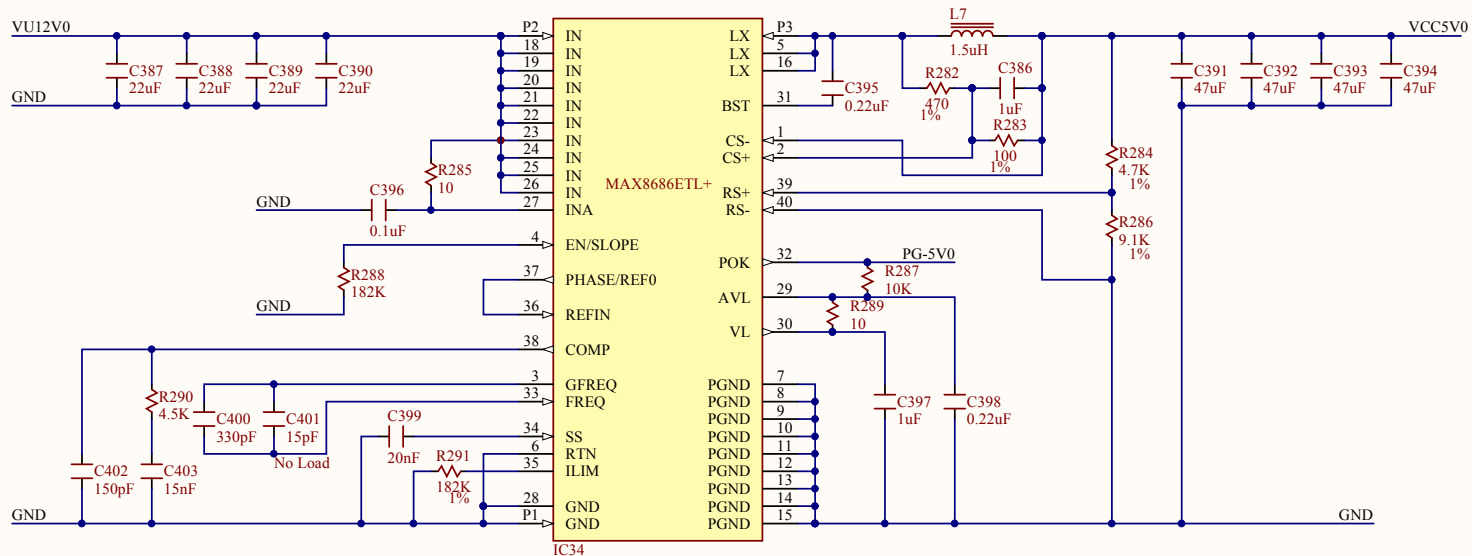 VU12V0
C387
22uF
C388
22uF
C389
22uF
C390
22uF
GND
R285
10
GND
C396
0.1uF
R288
182K
GND
R290
4.5K
C400
330pF
C401
15pF
No Load
C399
20nF
R291
182K
1%
C402
150pF
C403
15nF
GND
P2 IN
18 IN
19 IN
20 IN
21 IN
22 IN
23 IN
24 IN
25 IN
26 IN
27 INA
4 EN/SLOPE
37 PHASE/REF0
36 REFIN
38 COMP
3 GFREQ
33 FREQ
34 SS
6 RTN
35 ILIM
28 GND
P1 GND
MAX8686ETL+
IC34
LX P3
LX 5
LX 16
BST 31
CS- 1
CS+ 2
RS+ 39
RS- 40
POK 32
AVL 29
VL 30
PGND 7
PGND 8
PGND 9
PGND 10
PGND 11
PGND 12
PGND 13
PGND 14
PGND 15
L7
1.5uH
VCC5V0
C395
0.22uF
R282
470
1%
C386
1uF
R283
100
1%
C391
47uF
C392
47uF
C393
47uF
C394
47uF
R284
4.7K
1%
R286
9.1K
1%
PG-5V0
R287
10K
R289
10
C397
1uF
C398
0.22uF
GND